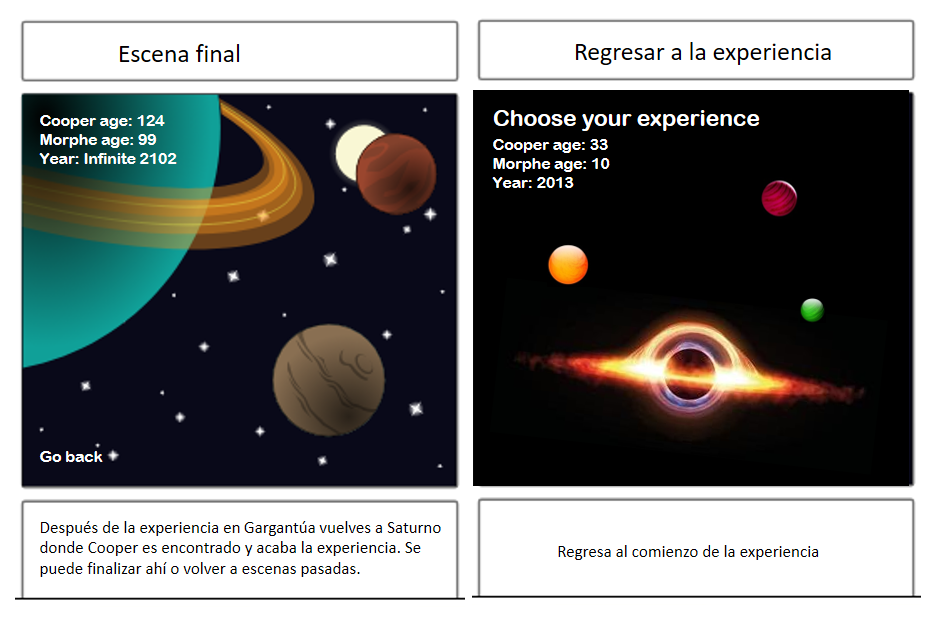 Escena final
Cooper age: 124
Morphe age: 99
Year: Infinite 2102
Go back
Después de la experiencia en Gargantúa vuelves a Saturno
donde Cooper es encontrado y acaba la experiencia. Se
puede finalizar ahí o volver a escenas pasadas.
Regresar a la experiencia
Choose your experience
Cooper age: 33
Morphe age: 10
Year: 2013
Regresa al comienzo de la experiencia